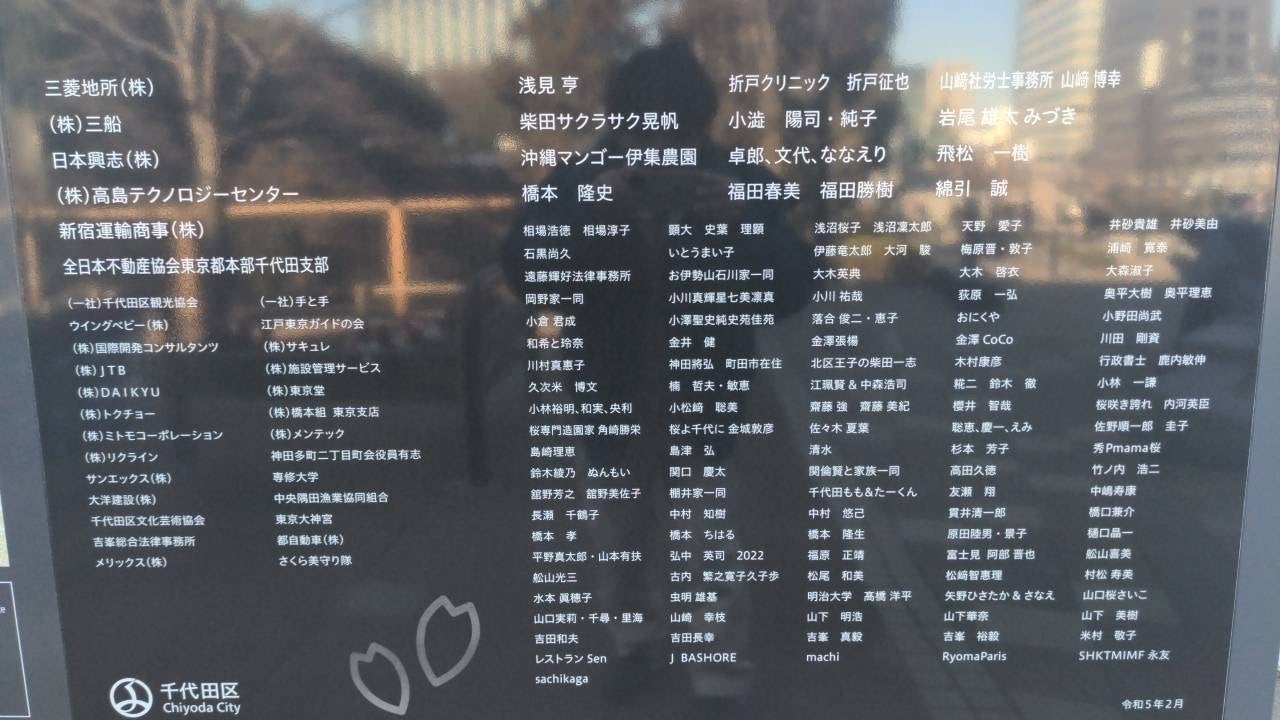 三菱地所(株)
(株)三船
日本興志(株)
(株)高島テクノロジーセンター
新宿運輸商事(株)
全日本不動産協会東京都本部千代田支部
(一社)千代田区観光協会　(一社)手と手
ウイングベビー(株)　江戸東京ガイドの会
(株)国際開発コンサルタンツ　(株)サキュレ
(株)JTB　(株)施設管理サービス
(株)DAIKYU　(株)東京堂
(株)トクチョー　(株)橋本組 東京支店
(株)ミトモコーポレーション　(株)メンテック
(株)リクライン　神田多町二丁目町会役員有志
サンエックス(株)　専修大学
大洋建設(株)　中央隅田漁業協同組合
千代田区文化芸術協会　東京大神宮
吉峯総合法律事務所　都自動車(株)
メリックス(株)　さくら美守り隊
浅見 亨　折戸クリニック　折戸征也　山﨑社労士事務所 山﨑 博幸
柴田サクラサク晃帆　小澁　陽司・純子　岩尾 雄太 みづき
沖縄マンゴー伊集農園　卓郎、文代、ななえり　飛松　一樹
橋本　隆史　福田春美　福田勝樹　綿引　誠
相場浩徳　相場淳子　顕大　史葉　理顕　浅沼桜子　浅沼凜太郎　天野　愛子　井砂貴雄　井砂美由
石黒尚久　いとうまい子　伊藤竜太郎　大河　駿　梅原晋・敦子　浦崎　寛泰
遠藤輝好法律事務所　お伊勢山石川家一同　大木英典　大木　啓衣　大森淑子
岡野家一同　小川真輝星七美凛真　小川 祐哉　荻原　一弘　奥平大樹　奥平理恵
小倉 君成　小澤聖史純史苑佳苑　落合 俊二・恵子　おにくや　小野田尚武
和希と玲奈　金井　健　金澤張楊　金澤 CoCo　川田　剛資
川村真恵子　神田將弘　町田市在住　北区王子の柴田一志　木村康彦　行政書士　鹿内敏伸
久次米　博文　楠　哲夫・敏恵　江珮賢 & 中森浩司　糀二　鈴木　徹　小林　一謙
小林裕明、和実、央利　小松﨑　聡美　齋藤 強　齋藤 美紀　櫻井　智哉　桜咲き誇れ　内河英臣
桜専門造園家 角崎勝栄　桜よ千代に 金城敦彦　佐々木 夏葉　聡恵、慶一、えみ　佐野順一郎　圭子
島崎理恵　島津　弘　清水　杉本　芳子　秀Pmama桜
鈴木綾乃　ぬんもい　関口　慶太　関倫賢と家族一同　高田久徳　竹ノ内　浩二
舘野芳之　舘野美佐子　棚井家一同　千代田もも&たーくん　友瀬　翔　中嶋寿康
長瀬　千鶴子　中村　知樹　中村　悠己　貫井清一郎　橋口兼介
橋本　孝　橋本　ちはる　橋本　隆生　原田陸男・景子　樋口晶一
平野真太郎・山本有扶　弘中　英司　2022　福原　正靖　富士見 阿部 晋也　舩山喜美
舩山光三　古内　繁之寛子久子歩　松尾　和美　松﨑智惠理　村松 寿美
水本 眞穂子　虫明 雄基　明治大学　髙橋 洋平　矢野ひさたか & さなえ　山口桜さいこ
山口実莉・千尋・里海　山崎　幸枝　山下　明浩　山下華奈　山下　美樹
吉田和夫　吉田長幸　吉峯　真毅　吉峯　裕毅　米村　敬子
レストラン Sen　J BASHORE　machi　RyomaParis　SHKTMIMF 永友
sachikaga
千代田区
Chiyoda City
令和5年2月